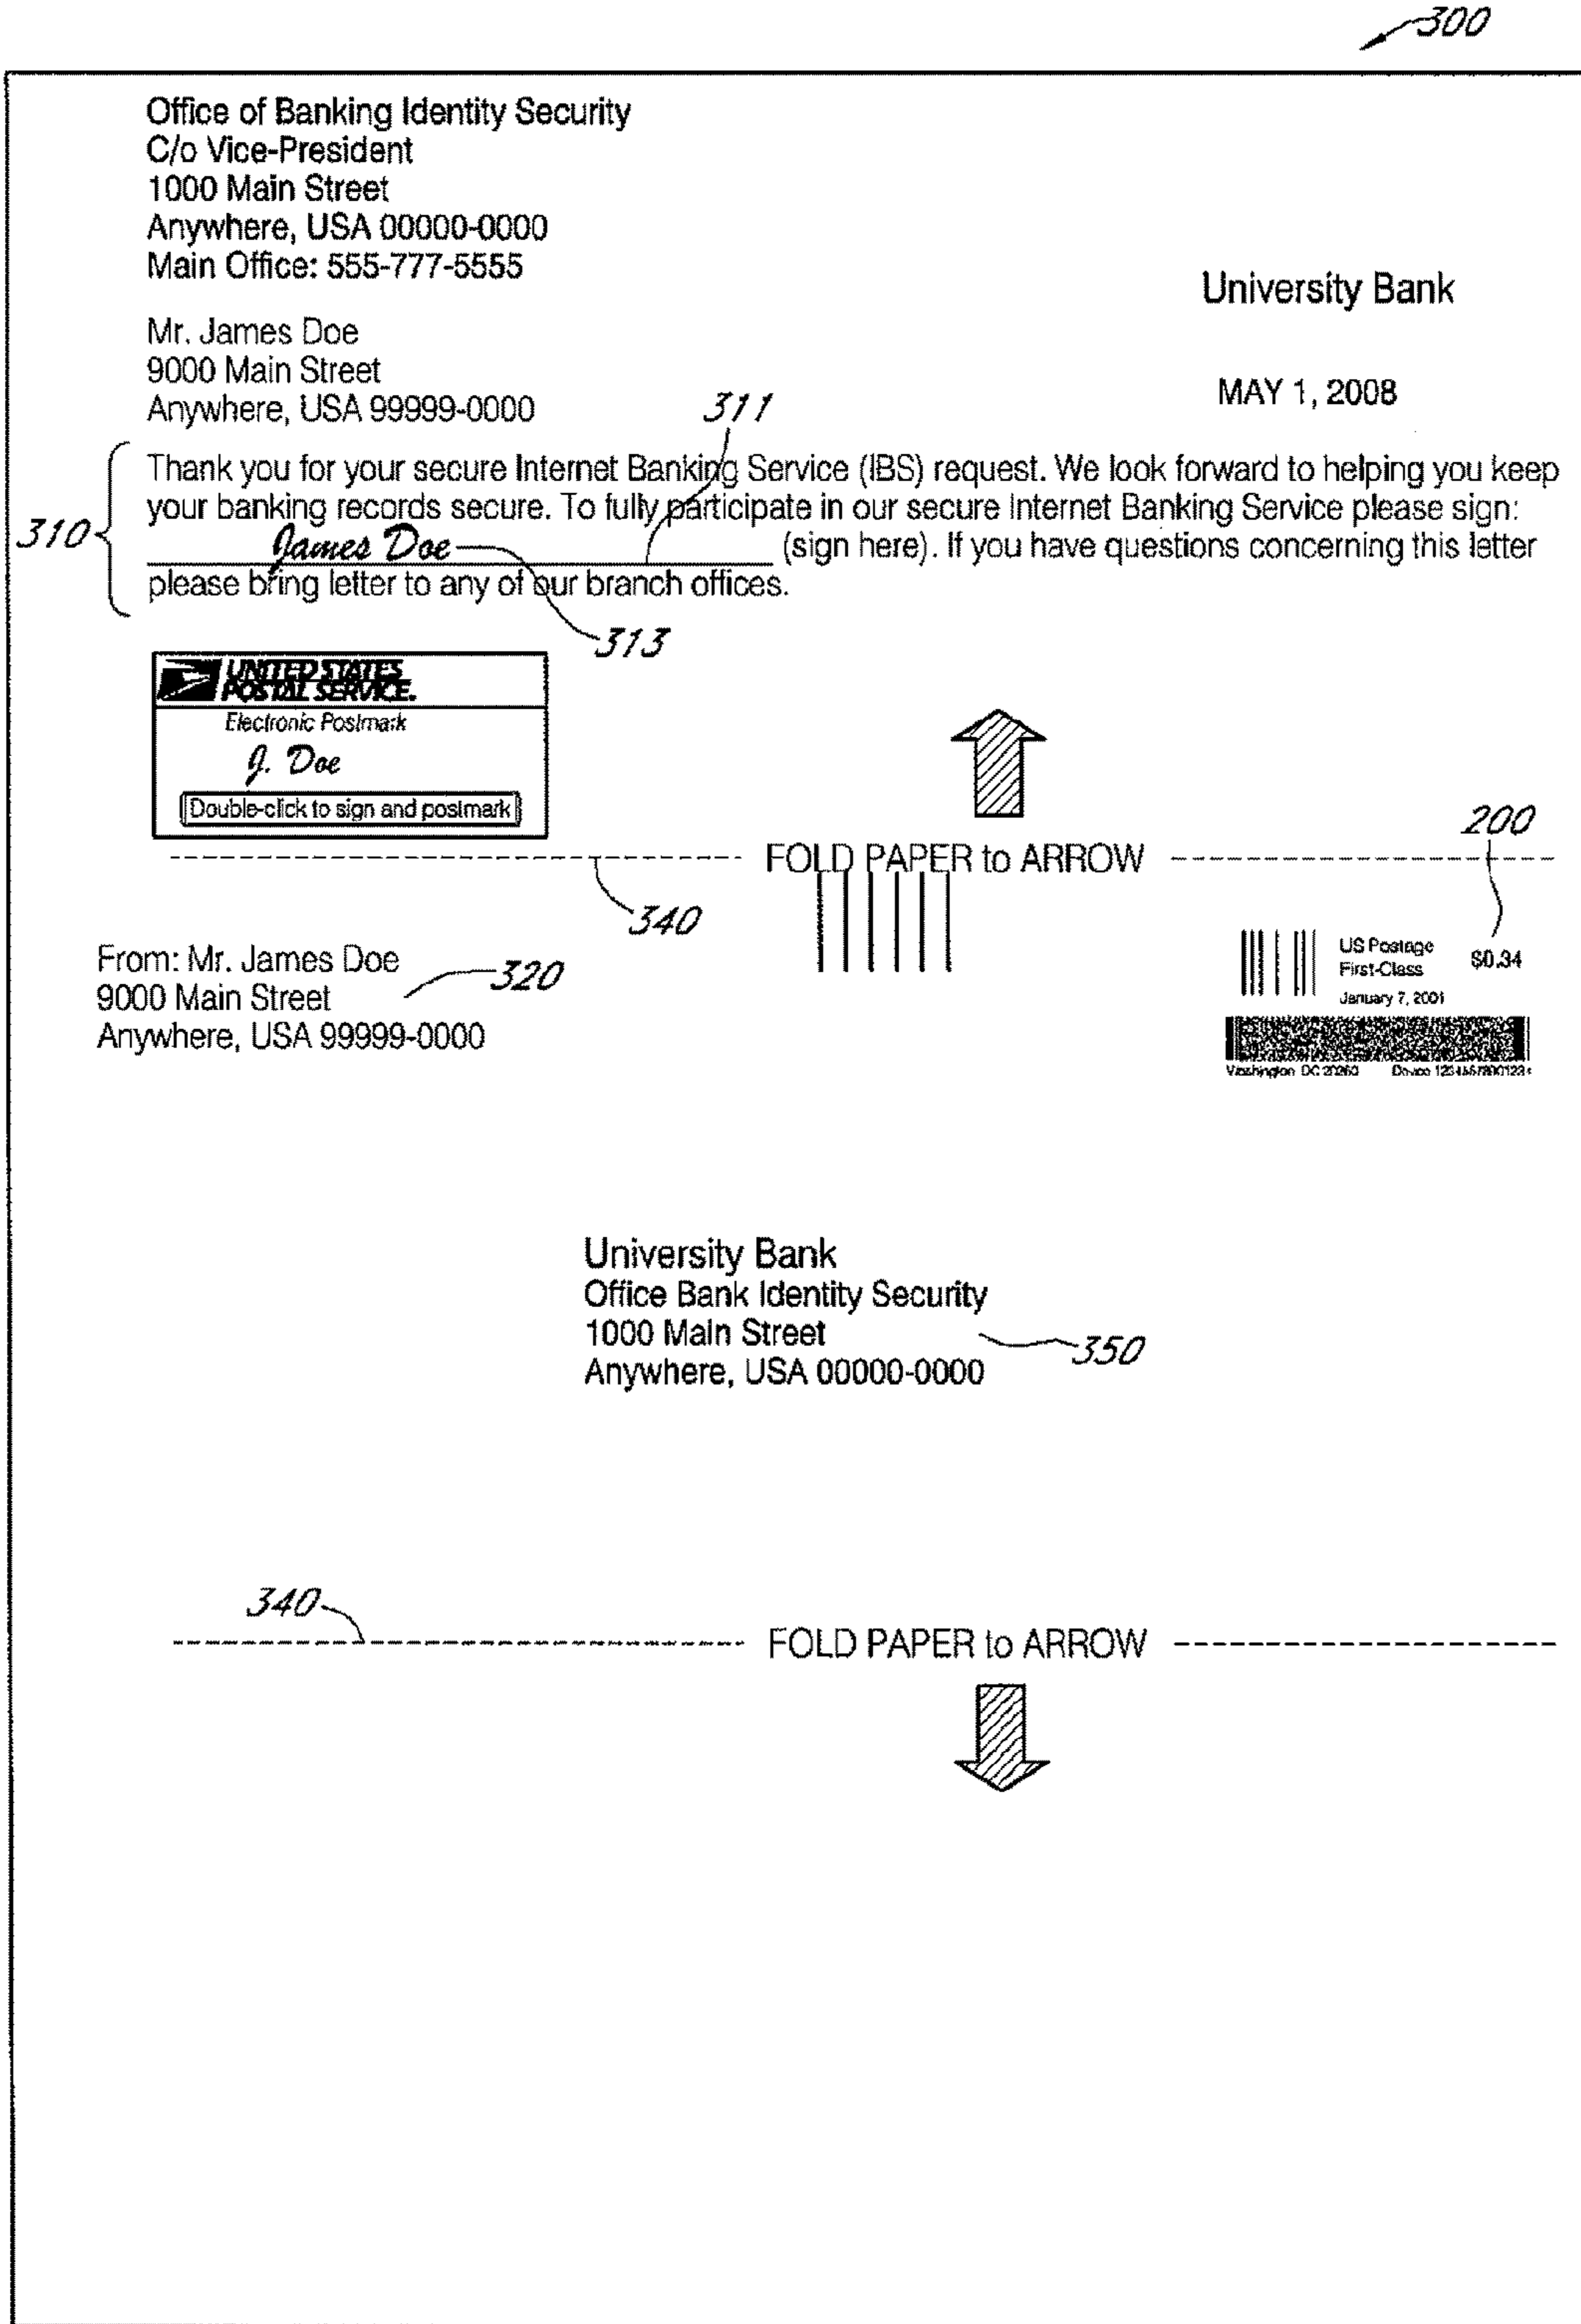 300
Office of Banking Identity Security
C/o Vice-President
1000 Main Street
Anywhere, USA 00000-0000
Main Office: 555-777-5555
University Bank
Mr. James Doe
9000 Main Street
Anywhere, USA 99999-0000
MAY 1, 2008
311
310
Thank you for your secure Internet Banking Service (IBS) request. We look forward to helping you keep
your banking records secure. To fully participate in our secure Internet Banking Service please sign:
James Doe (sign here). If you have questions concerning this letter
please bring letter to any of our branch offices.
313
UNITED STATES
POSTAL SERVICE.
Electronic Postmark
J. Doe
Double-click to sign and postmark
200
FOLD PAPER to ARROW
340
From: Mr. James Doe
9000 Main Street
Anywhere, USA 99999-0000
320
US Postage
First-Class
$0.34
January 7, 2001
Washington DC 20260
University Bank
Office Bank Identity Security
1000 Main Street
Anywhere, USA 00000-0000
350
340
FOLD PAPER to ARROW